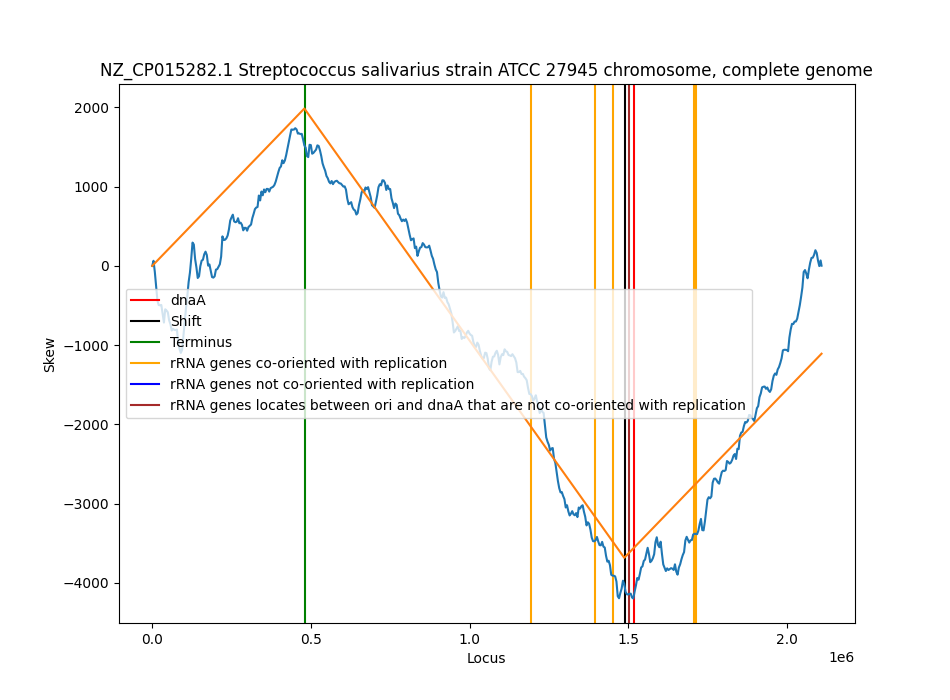 NZ_CP015282.1 Streptococcus salivarius strain ATCC 27945 chromosome, complete genome
2000
1000
0
−1000
−2000
−3000
−4000
Skew
dnaA
Shift
Terminus
rRNA genes co-oriented with replication
rRNA genes not co-oriented with replication
rRNA genes locates between ori and dnaA that are not co-oriented with replication
0.0 0.5 1.0 1.5 2.0
1e6
Locus